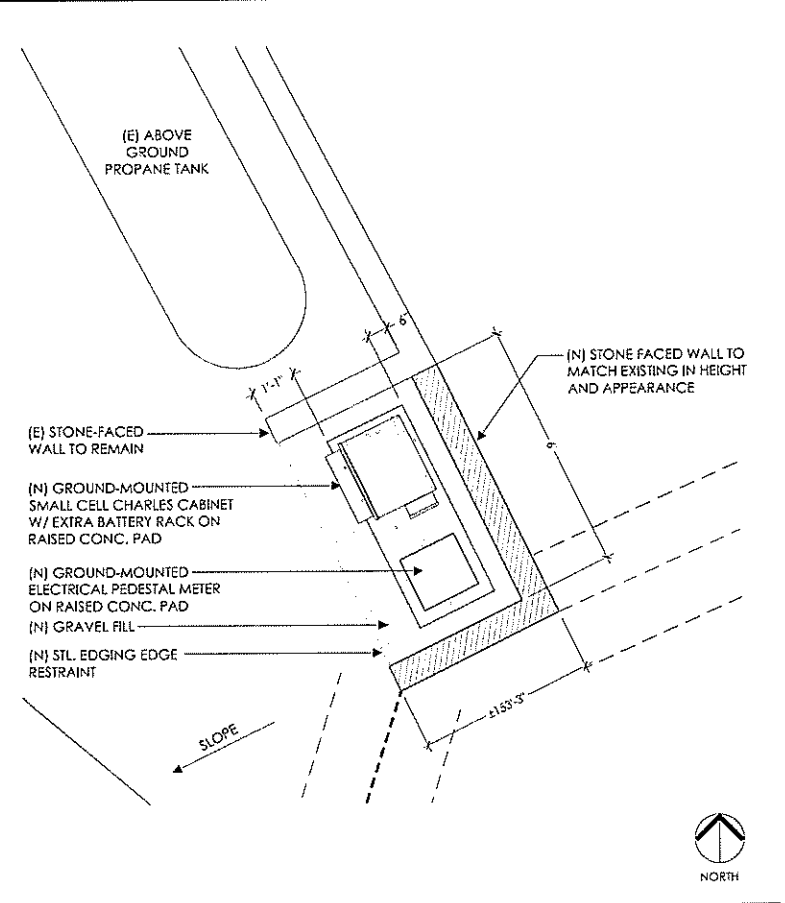 (E) ABOVE
GROUND
PROPANE TANK
6"
1'-1"
(N) STONE FACED WALL TO
MATCH EXISTING IN HEIGHT
AND APPEARANCE
(E) STONE-FACED
WALL TO REMAIN
9'
(N) GROUND-MOUNTED
SMALL CELL CHARLES CABINET
W/ EXTRA BATTERY RACK ON
RAISED CONC. PAD
(N) GROUND-MOUNTED
ELECTRICAL PEDESTAL METER
ON RAISED CONC. PAD
(N) GRAVEL FILL
(N) STL. EDGING EDGE
RESTRAINT
±153'-3"
SLOPE
NORTH